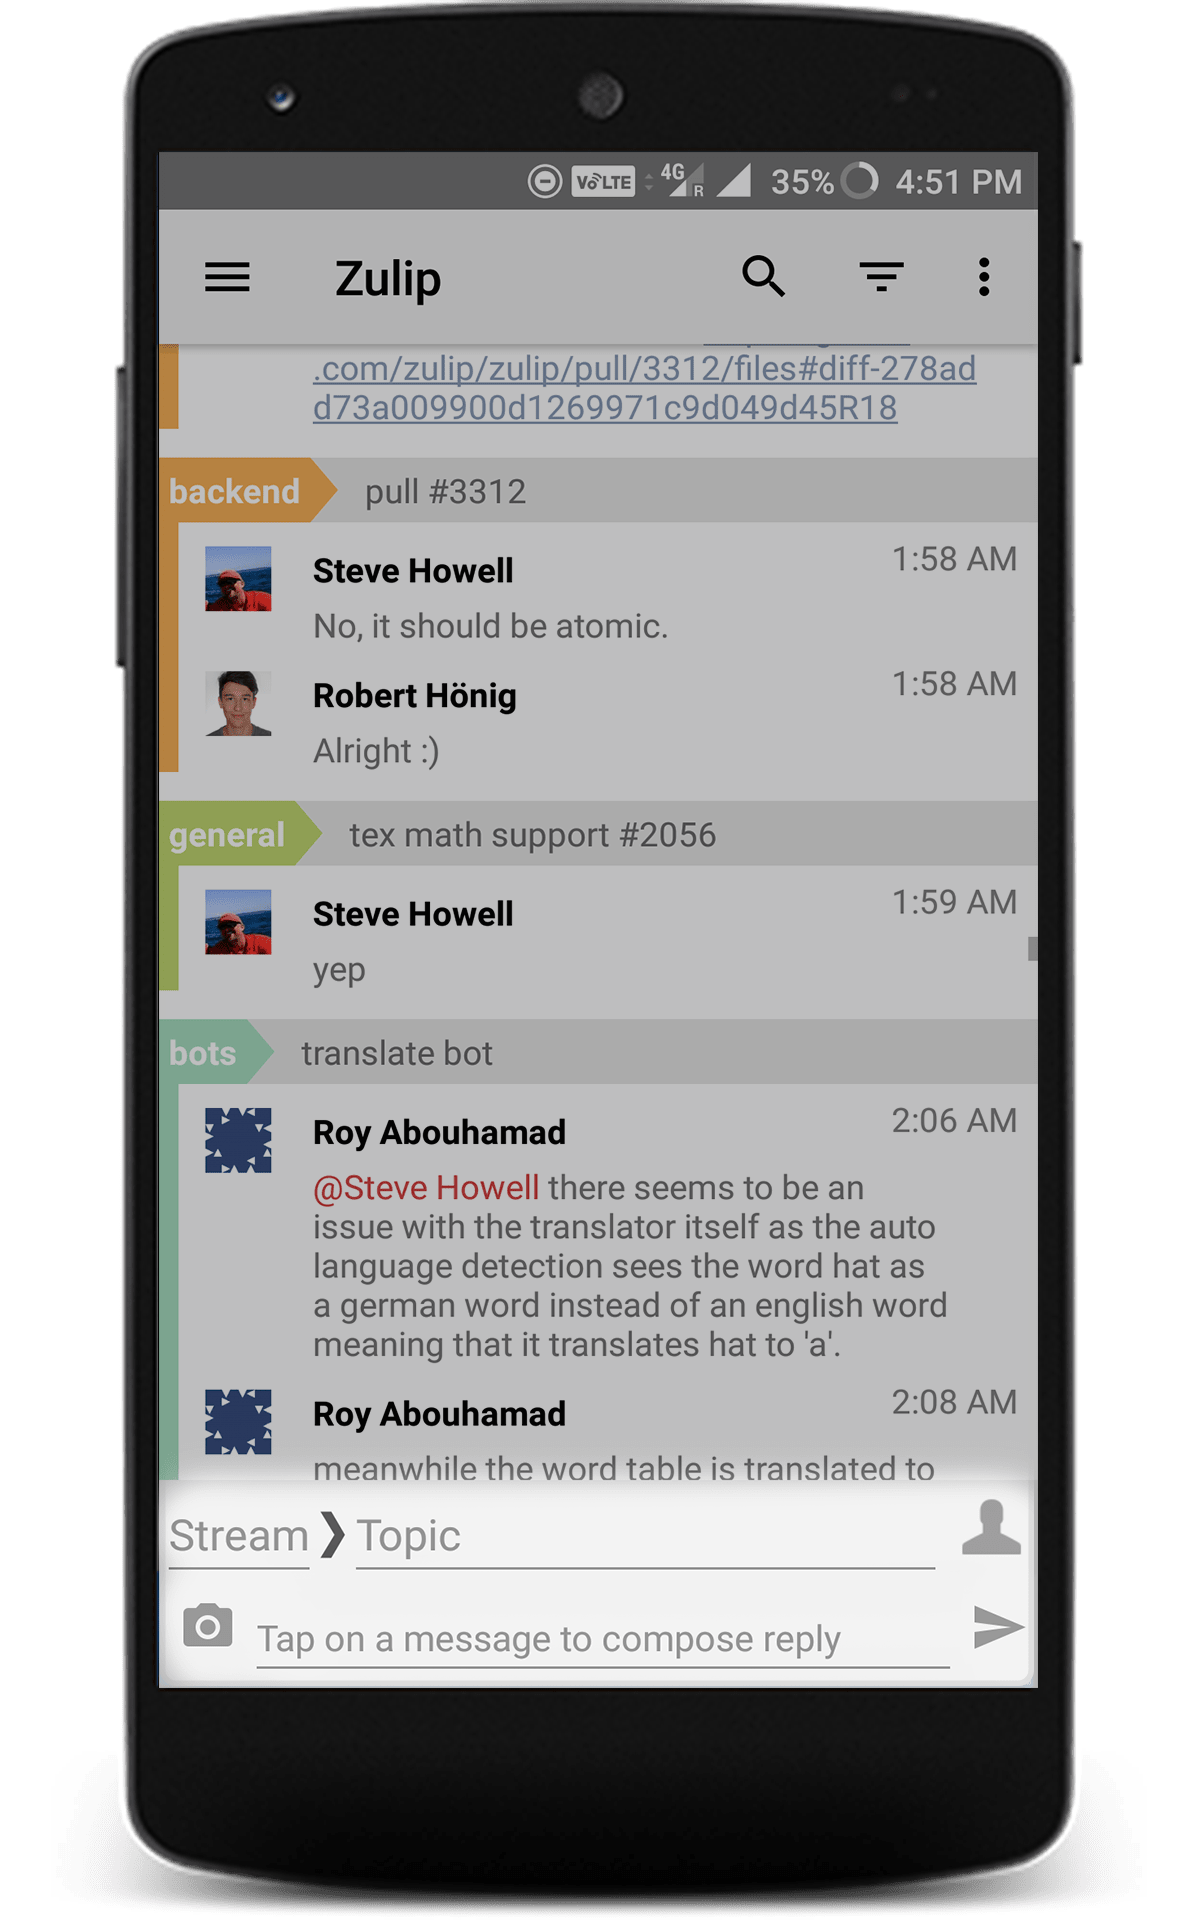 VoLTE 4G R 35% 4:51 PM
Zulip
.com/zulip/zulip/pull/3312/files#diff-278ad
d73a009900d1269971c9d049d45R18
backend pull #3312
Steve Howell 1:58 AM
No, it should be atomic.
Robert Hönig 1:58 AM
Alright :)
general tex math support #2056
Steve Howell 1:59 AM
yep
bots translate bot
Roy Abouhamad 2:06 AM
@Steve Howell there seems to be an
issue with the translator itself as the auto
language detection sees the word hat as
a german word instead of an english word
meaning that it translates hat to 'a'.
Roy Abouhamad 2:08 AM
meanwhile the word table is translated to
Stream ❯ Topic
Tap on a message to compose reply